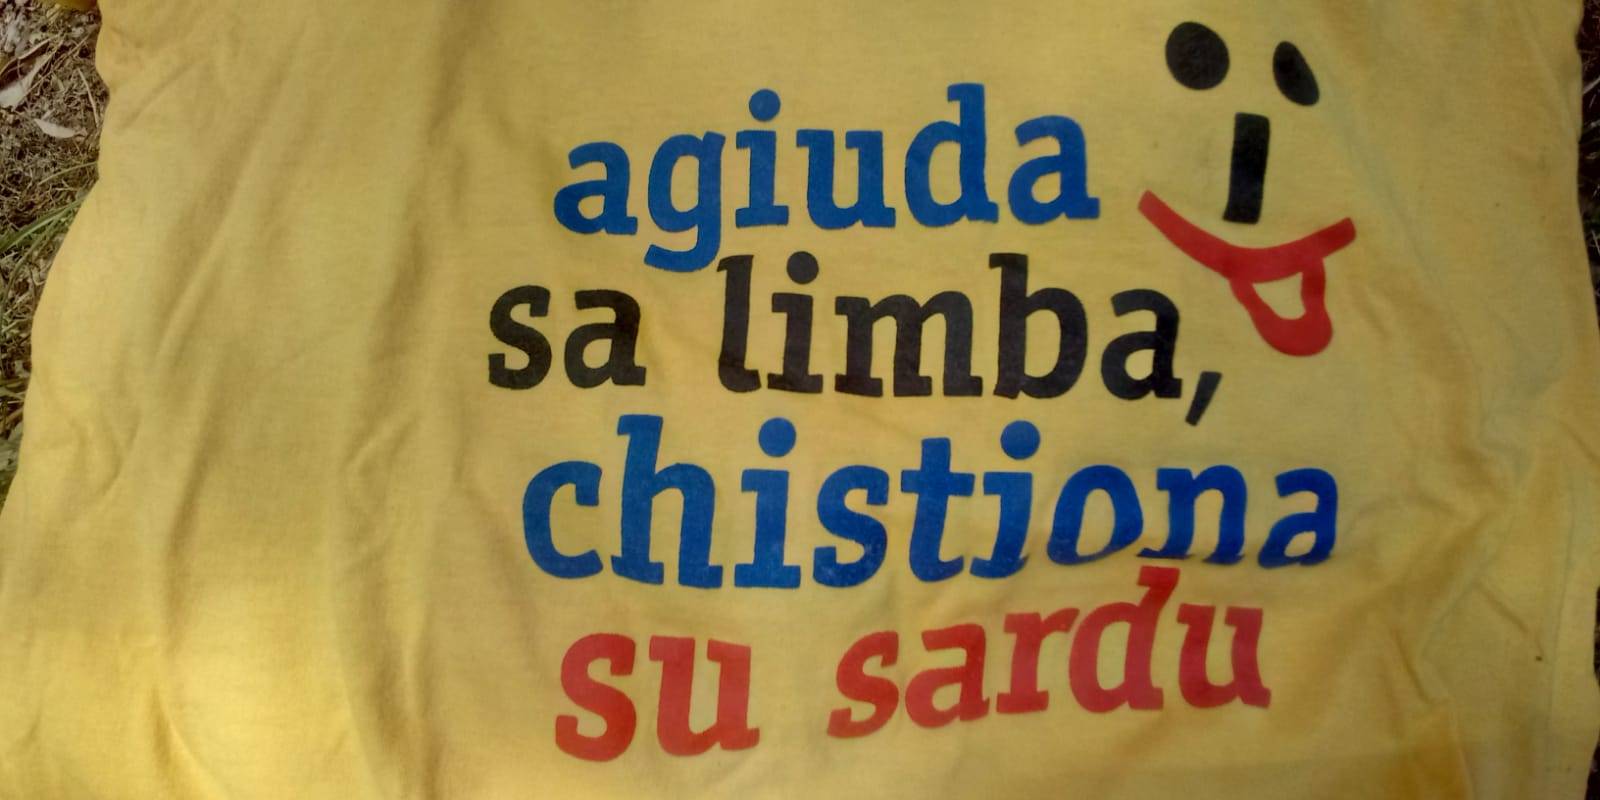 agiuda
sa limba,
chistiona
su sardu